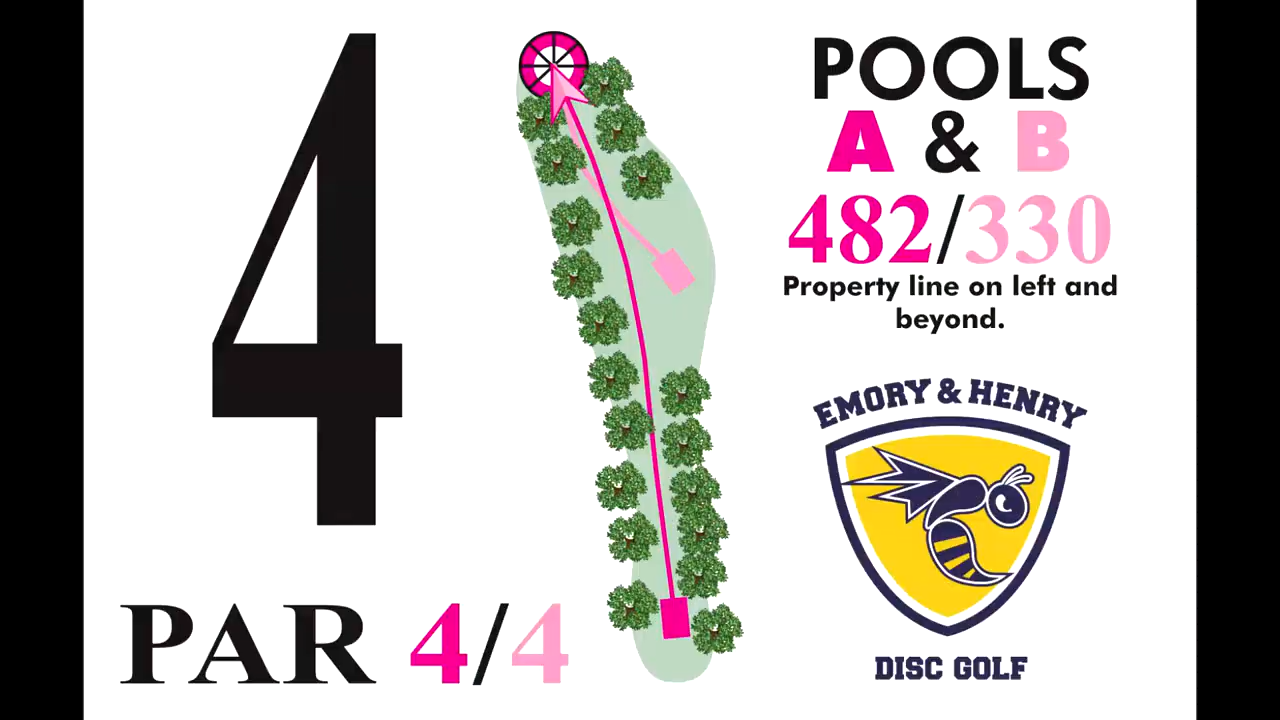 4
PAR 4/4
POOLS
A & B
482/330
Property line on left and
beyond.
EMORY & HENRY
DISC GOLF